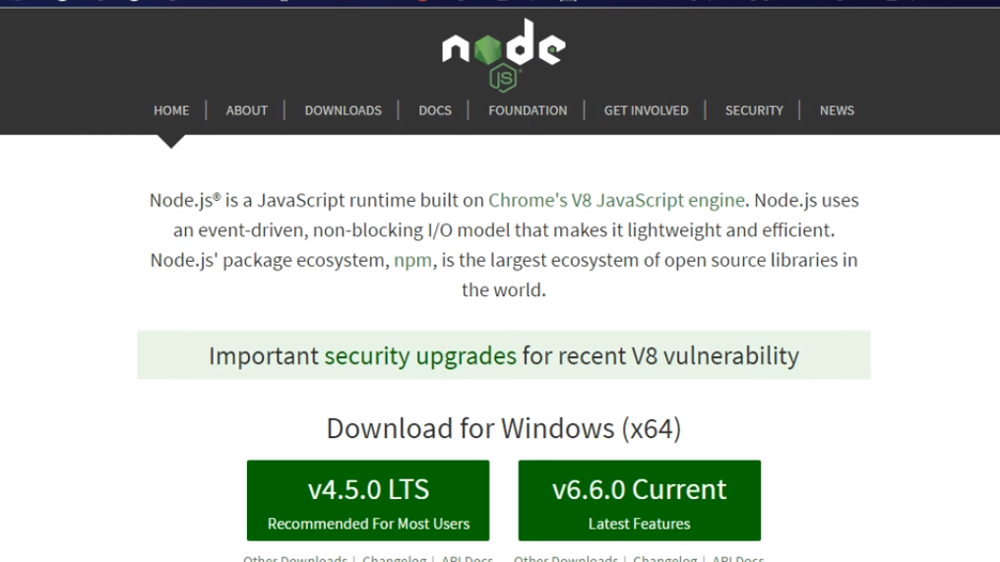 node
JS
HOME | ABOUT | DOWNLOADS | DOCS | FOUNDATION | GET INVOLVED | SECURITY | NEWS
Node.js® is a JavaScript runtime built on Chrome's V8 JavaScript engine. Node.js uses
an event-driven, non-blocking I/O model that makes it lightweight and efficient.
Node.js' package ecosystem, npm, is the largest ecosystem of open source libraries in
the world.
Important security upgrades for recent V8 vulnerability
Download for Windows (x64)
v4.5.0 LTS
Recommended For Most Users
v6.6.0 Current
Latest Features
Other Downloads | Changelog | API Docs
Other Downloads | Changelog | API Docs